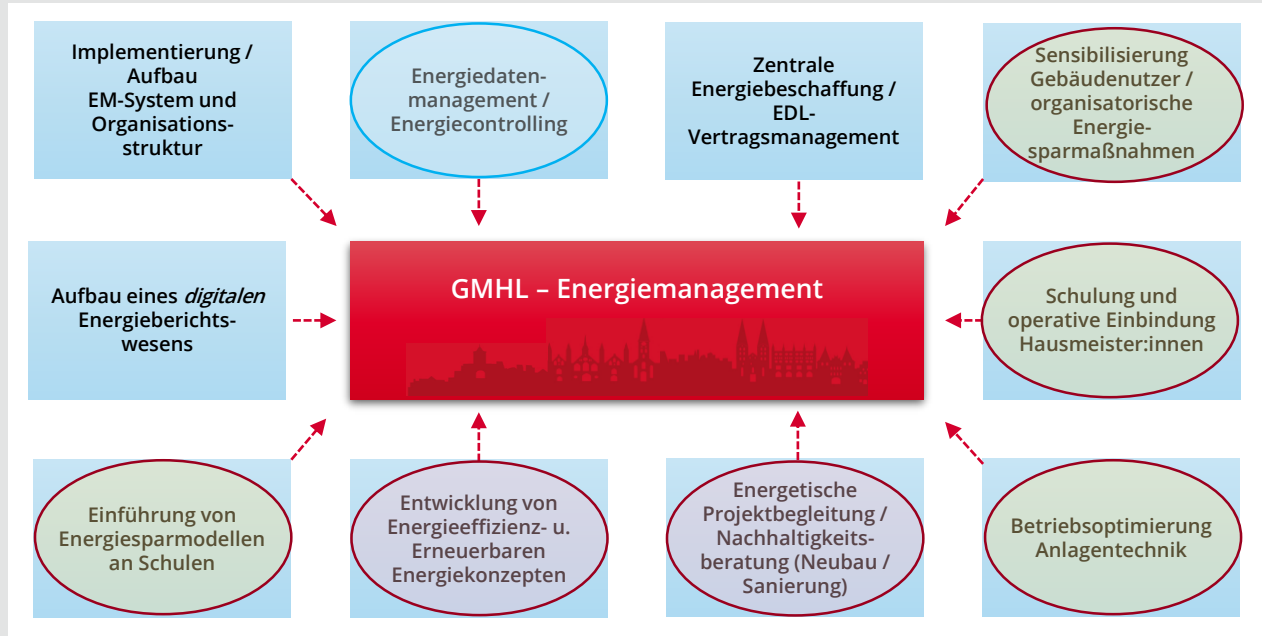 Implementierung /
Aufbau
EM-System und
Organisations-
struktur
Energiedaten-
management /
Energiecontrolling
Zentrale
Energiebeschaffung /
EDL-
Vertragsmanagement
Sensibilisierung
Gebäudenutzer /
organisatorische
Energie-
sparmaßnahmen
Aufbau eines digitalen
Energieberichts-
wesens
GMHL – Energiemanagement
Schulung und
operative Einbindung
Hausmeister:innen
Einführung von
Energiesparmodellen
an Schulen
Entwicklung von
Energieeffizienz- u.
Erneuerbaren
Energiekonzepten
Energetische
Projektbegleitung /
Nachhaltigkeits-
beratung (Neubau /
Sanierung)
Betriebsoptimierung
Anlagentechnik